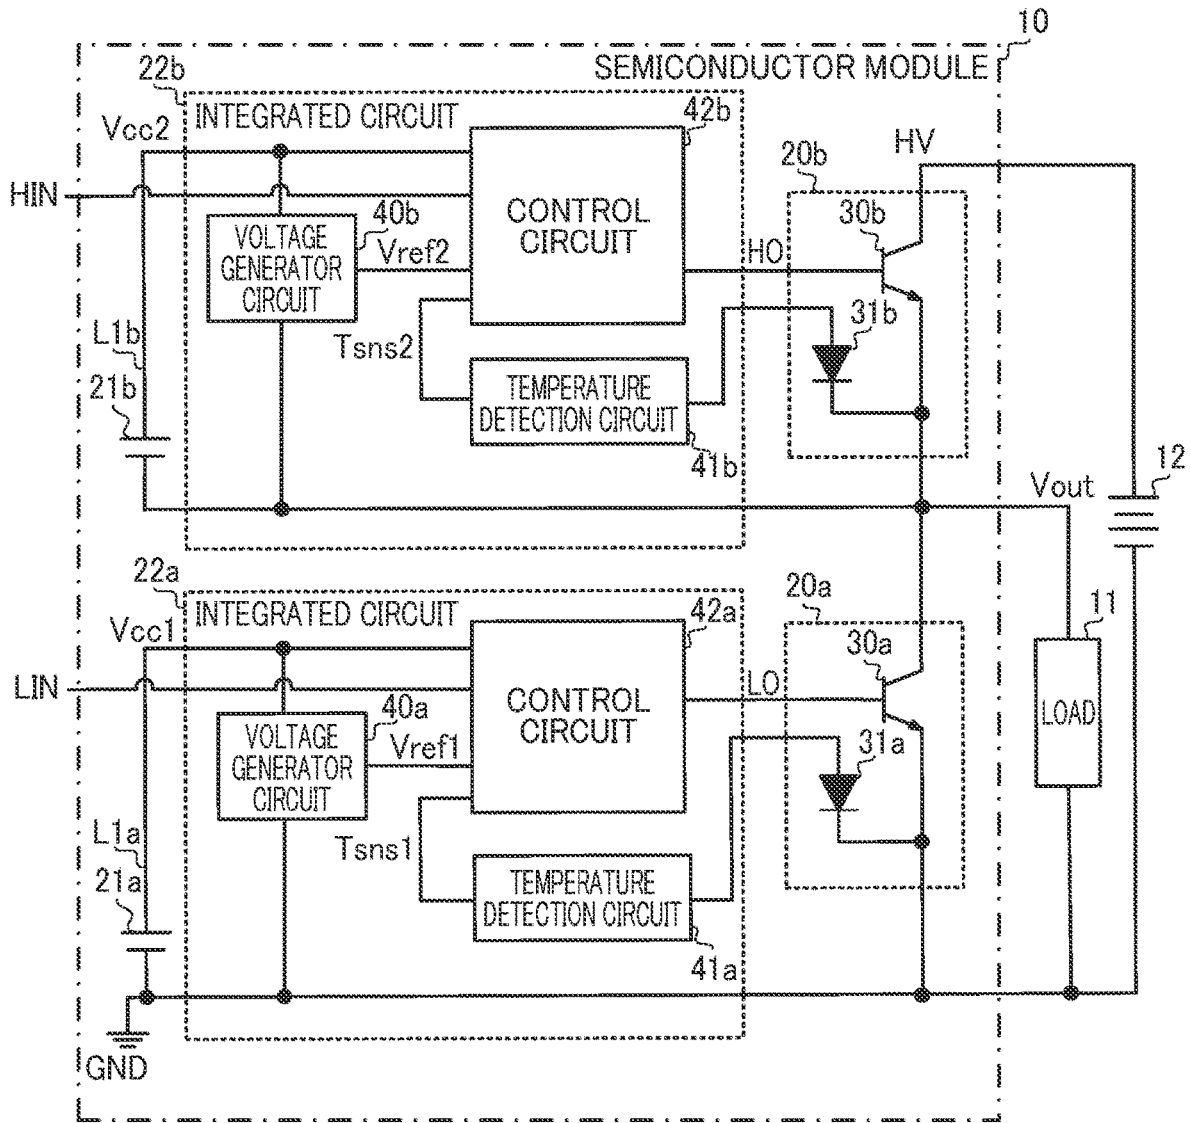 10
SEMICONDUCTOR MODULE
22b
INTEGRATED CIRCUIT
42b
Vcc2
HV
20b
HIN
CONTROL
CIRCUIT
30b
40b
VOLTAGE
GENERATOR
CIRCUIT
Vref2
HO
31b
L1b
Tsns2
21b
TEMPERATURE
DETECTION CIRCUIT
41b
12
Vout
22a
INTEGRATED CIRCUIT
42a
20a
11
Vcc1
30a
LIN
LO
CONTROL
CIRCUIT
40a
LOAD
VOLTAGE
GENERATOR
CIRCUIT
Vref1
31a
L1a
Tsns1
21a
TEMPERATURE
DETECTION CIRCUIT
41a
GND